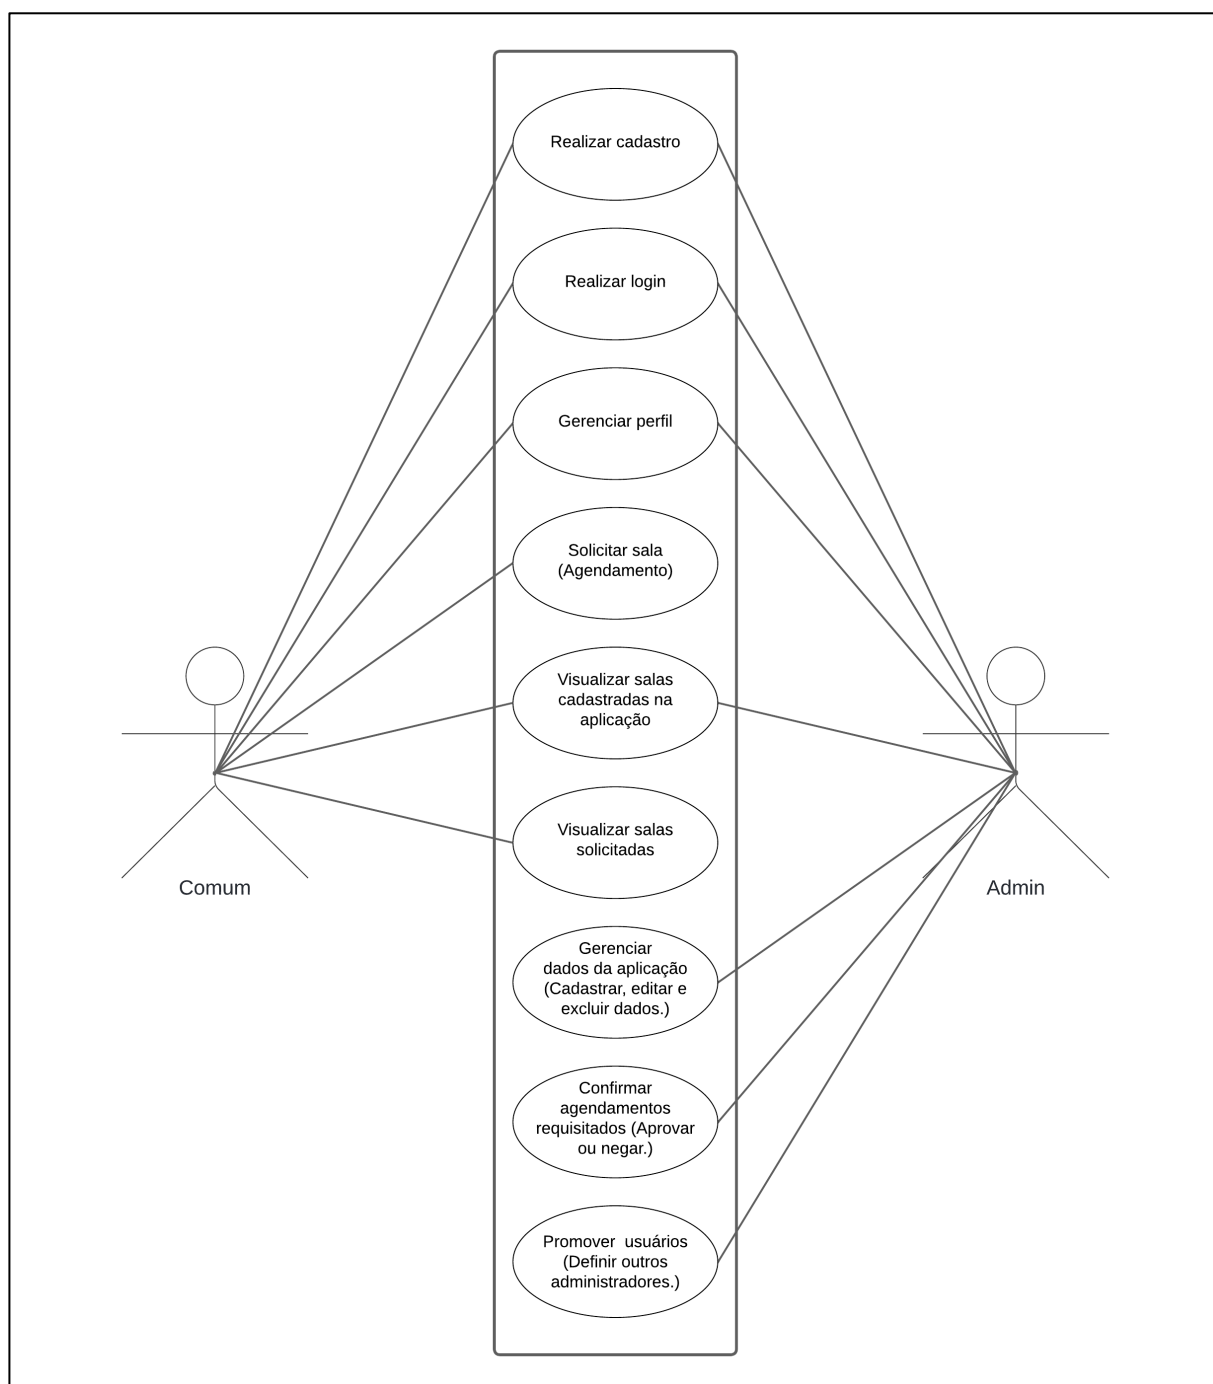 Realizar cadastro
Realizar login
Gerenciar perfil
Solicitar sala
(Agendamento)
Visualizar salas
cadastradas na
aplicação
Visualizar salas
solicitadas
Comum
Admin
Gerenciar
dados da aplicação
(Cadastrar, editar e
excluir dados.)
Confirmar
agendamentos
requisitados (Aprovar
ou negar.)
Promover  usuários
(Definir outros
administradores.)